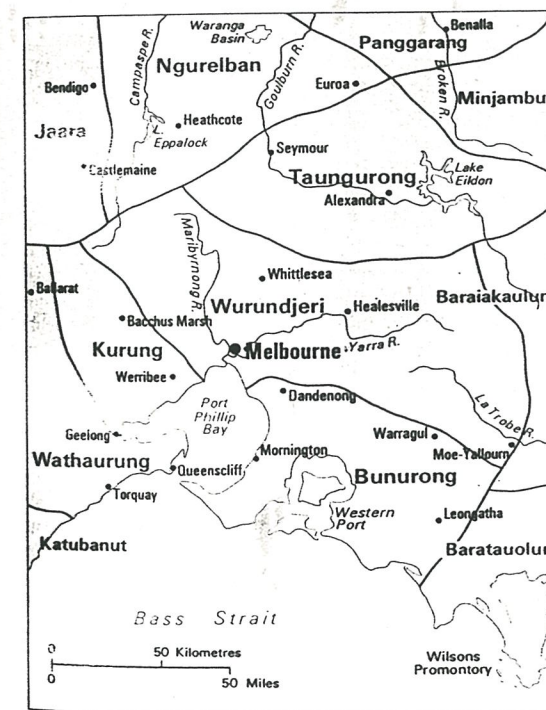 Waranga
Basin
Benalla
Panggarang
Campaspe R.
Ngurelban
Goulburn R.
Broken R.
Bendigo
Euroa
Minjambu
Heathcote
Jaara
Eppalock
Seymour
Castlemaine
Taungurong
Lake
Eildon
Alexandra
Maribyrnong R.
Whittlesea
Ballarat
Wurundjeri
Healesville
Baraiakaulun
Bacchus Marsh
Kurung
Melbourne
Yarra R.
Werribee
Dandenong
La Trobe R.
Port
Phillip
Bay
Geelong
Warragul
Moe-Yallourn
Mornington
Wathaurung
Queenscliff
Bunurong
Torquay
Western
Port
Leongatha
Katubanut
Baratauolun
Bass Strait
0 50 Kilometres
0 50 Miles
Wilsons
Promontory